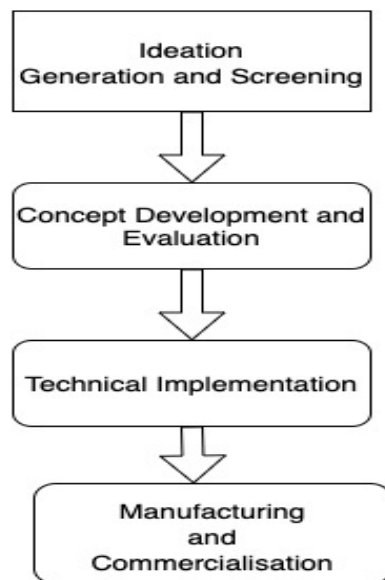 Ideation
Generation and Screening
Concept Development and
Evaluation
Technical Implementation
Manufacturing
and
Commercialisation